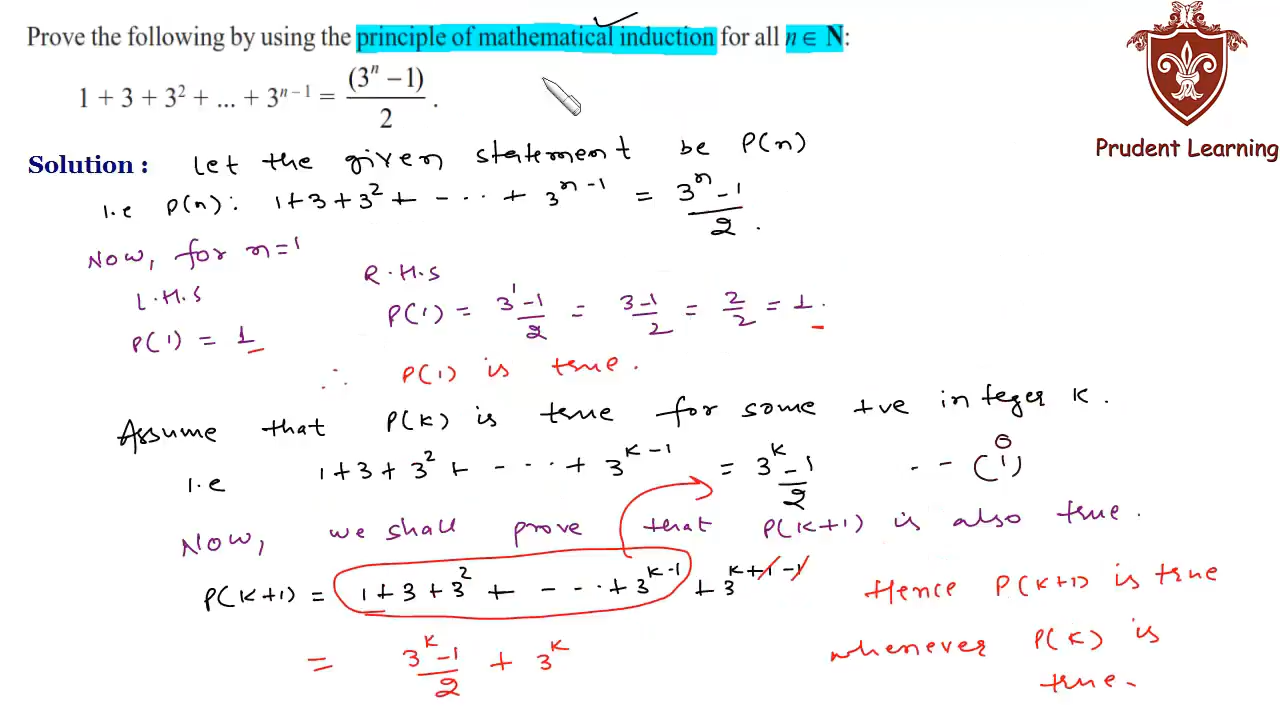 Prove the following by using the principle of mathematical induction for all n ∈ N:
1 + 3 + 3² + ... + 3ⁿ⁻¹ = (3ⁿ − 1)/2 .
Prudent Learning
Solution : Let the given statement be P(n)
i.e P(n): 1+3+3² + - ... + 3ⁿ⁻¹ = (3ⁿ-1)/2 .
Now, for n=1
L.H.S
P(1) = 1
R.H.S
P(1) = (3¹-1)/2 = (3-1)/2 = 2/2 = 1.
∴ P(1) is true.
Assume that P(k) is true for some +ve integer k.
i.e 1+3+3² + - ... + 3ᵏ⁻¹ = (3ᵏ-1)/2 -- (i)
Now, we shall prove that P(k+1) is also true.
P(k+1) = 1+3+3² + - ... +3ᵏ⁻¹ + 3ᵏ⁺¹⁻¹
= (3ᵏ-1)/2 + 3ᵏ
Hence P(k+1) is true
whenever P(k) is
true.